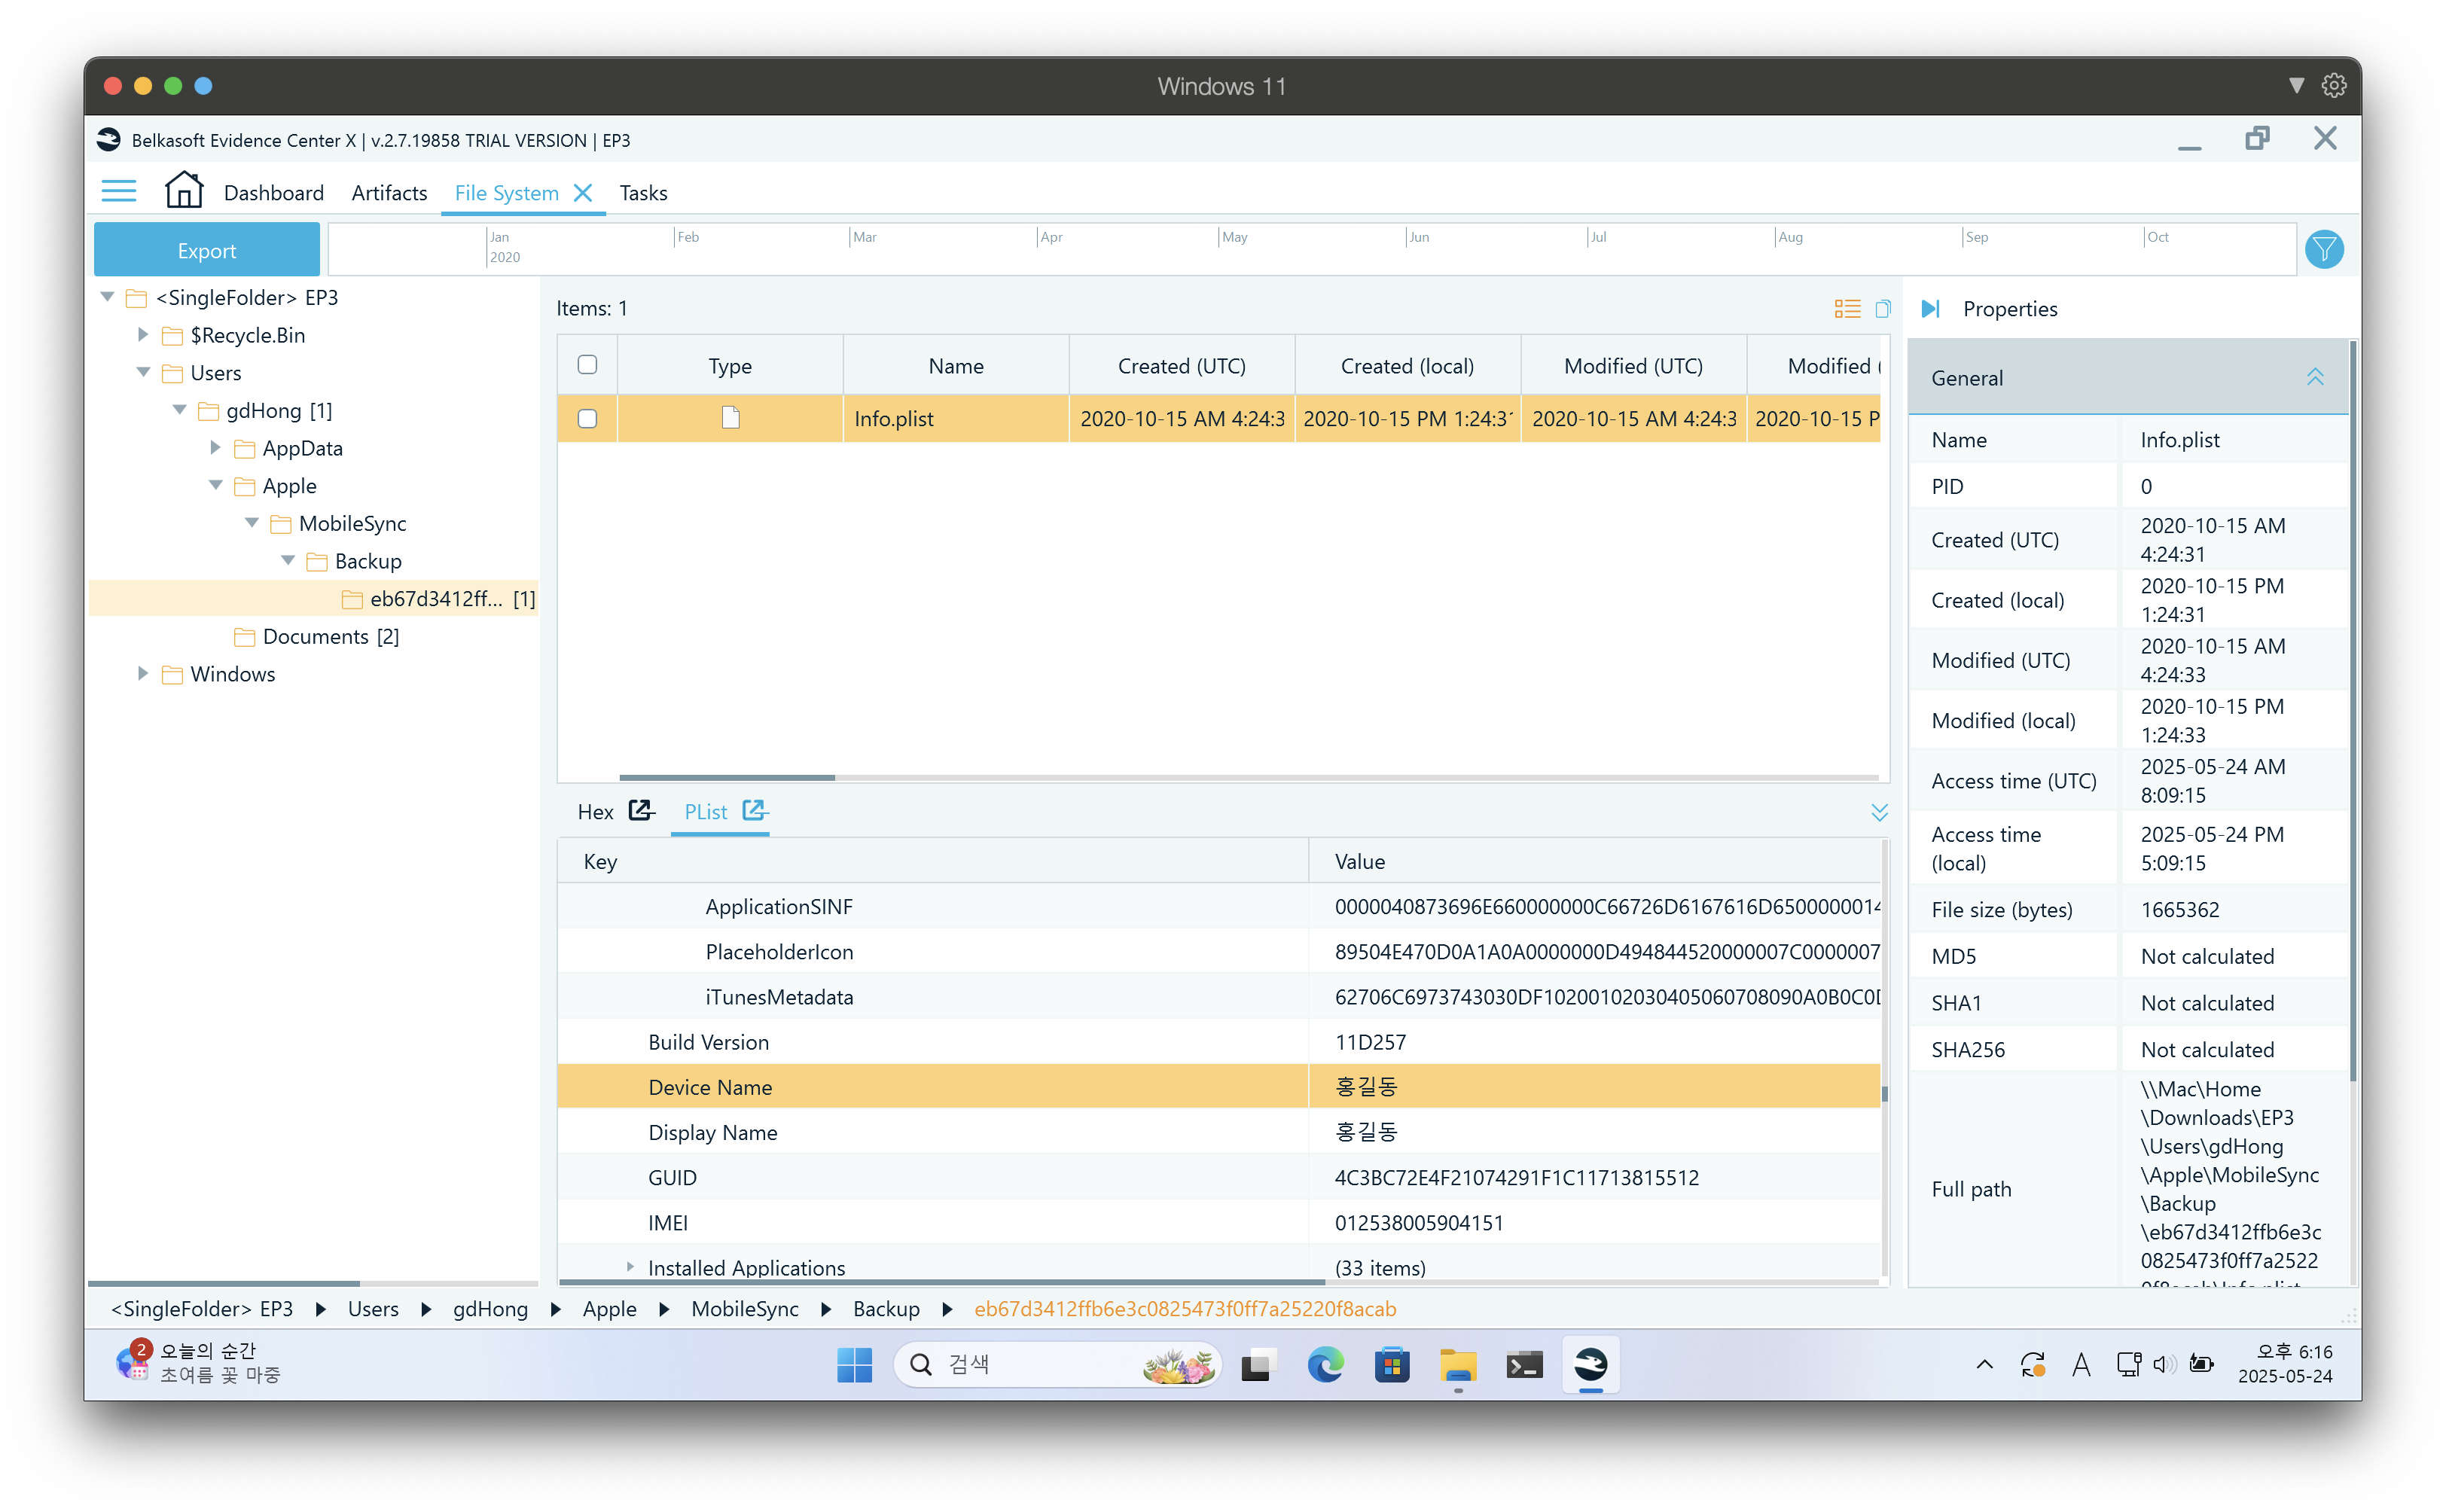 Windows 11
Belkasoft Evidence Center X | v.2.7.19858 TRIAL VERSION | EP3
Dashboard
Artifacts
File System
Tasks
Export
Jan
2020
Feb
Mar
Apr
May
Jun
Jul
Aug
Sep
Oct
<SingleFolder> EP3
$Recycle.Bin
Users
gdHong [1]
AppData
Apple
MobileSync
Backup
eb67d3412ff... [1]
Documents [2]
Windows
Items: 1
Type
Name
Created (UTC)
Created (local)
Modified (UTC)
Modified (
Info.plist
2020-10-15 AM 4:24:3
2020-10-15 PM 1:24:31
2020-10-15 AM 4:24:3
2020-10-15 P
Hex
PList
Key
Value
ApplicationSINF
0000040873696E660000000C66726D6167616D6500000014
PlaceholderIcon
89504E470D0A1A0A0000000D494844520000007C0000007
iTunesMetadata
62706C6973743030DF10200102030405060708090A0B0C0D
Build Version
11D257
Device Name
홍길동
Display Name
홍길동
GUID
4C3BC72E4F21074291F1C11713815512
IMEI
012538005904151
Installed Applications
(33 items)
Properties
General
Name
Info.plist
PID
0
Created (UTC)
2020-10-15 AM
4:24:31
Created (local)
2020-10-15 PM
1:24:31
Modified (UTC)
2020-10-15 AM
4:24:33
Modified (local)
2020-10-15 PM
1:24:33
Access time (UTC)
2025-05-24 AM
8:09:15
Access time
(local)
2025-05-24 PM
5:09:15
File size (bytes)
1665362
MD5
Not calculated
SHA1
Not calculated
SHA256
Not calculated
Full path
\\Mac\Home
\Downloads\EP3
\Users\gdHong
\Apple\MobileSync
\Backup
\eb67d3412ffb6e3c
0825473f0ff7a2522
0f8acab\Info.plist
<SingleFolder> EP3
Users
gdHong
Apple
MobileSync
Backup
eb67d3412ffb6e3c0825473f0ff7a25220f8acab
2
오늘의 순간
초여름 꽃 마중
검색
A
오후 6:16
2025-05-24